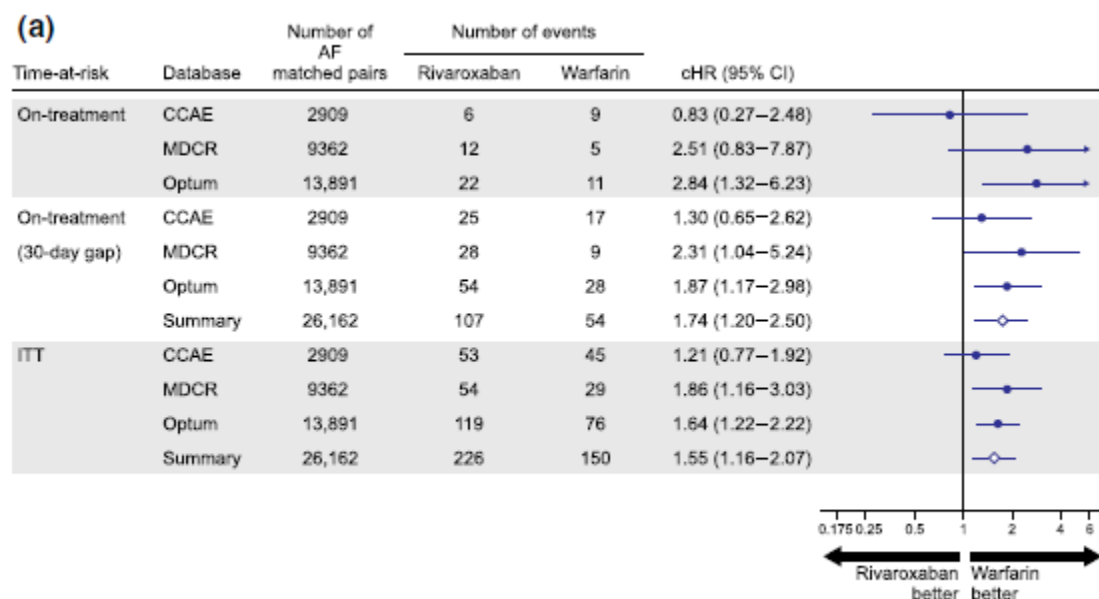 (a)
Number of AF matched pairs
Number of events
Time-at-risk Database Rivaroxaban Warfarin cHR (95% CI)
On-treatment CCAE 2909 6 9 0.83 (0.27–2.48)
MDCR 9362 12 5 2.51 (0.83–7.87)
Optum 13,891 22 11 2.84 (1.32–6.23)
On-treatment CCAE 2909 25 17 1.30 (0.65–2.62)
(30-day gap) MDCR 9362 28 9 2.31 (1.04–5.24)
Optum 13,891 54 28 1.87 (1.17–2.98)
Summary 26,162 107 54 1.74 (1.20–2.50)
ITT CCAE 2909 53 45 1.21 (0.77–1.92)
MDCR 9362 54 29 1.86 (1.16–3.03)
Optum 13,891 119 76 1.64 (1.22–2.22)
Summary 26,162 226 150 1.55 (1.16–2.07)
0.175 0.25 0.5 1 2 4 6
Rivaroxaban better
Warfarin better